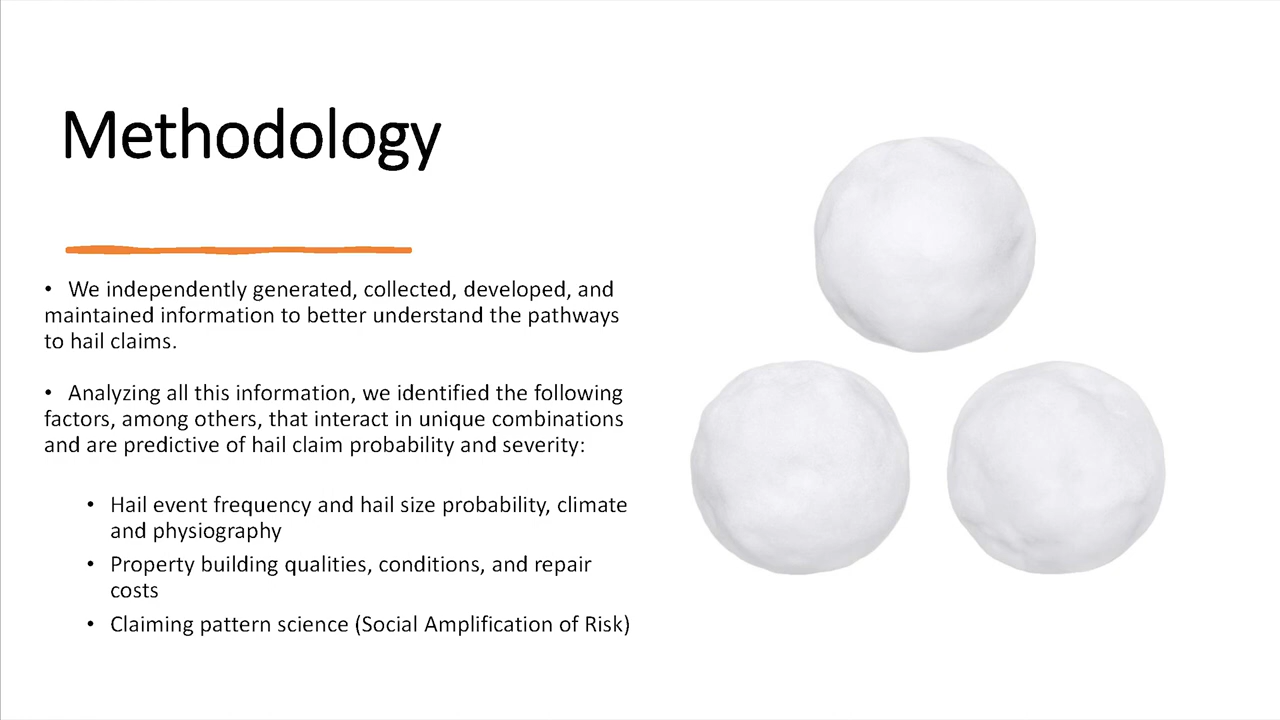 Methodology
• We independently generated, collected, developed, and
maintained information to better understand the pathways
to hail claims.
• Analyzing all this information, we identified the following
factors, among others, that interact in unique combinations
and are predictive of hail claim probability and severity:
• Hail event frequency and hail size probability, climate
and physiography
• Property building qualities, conditions, and repair
costs
• Claiming pattern science (Social Amplification of Risk)